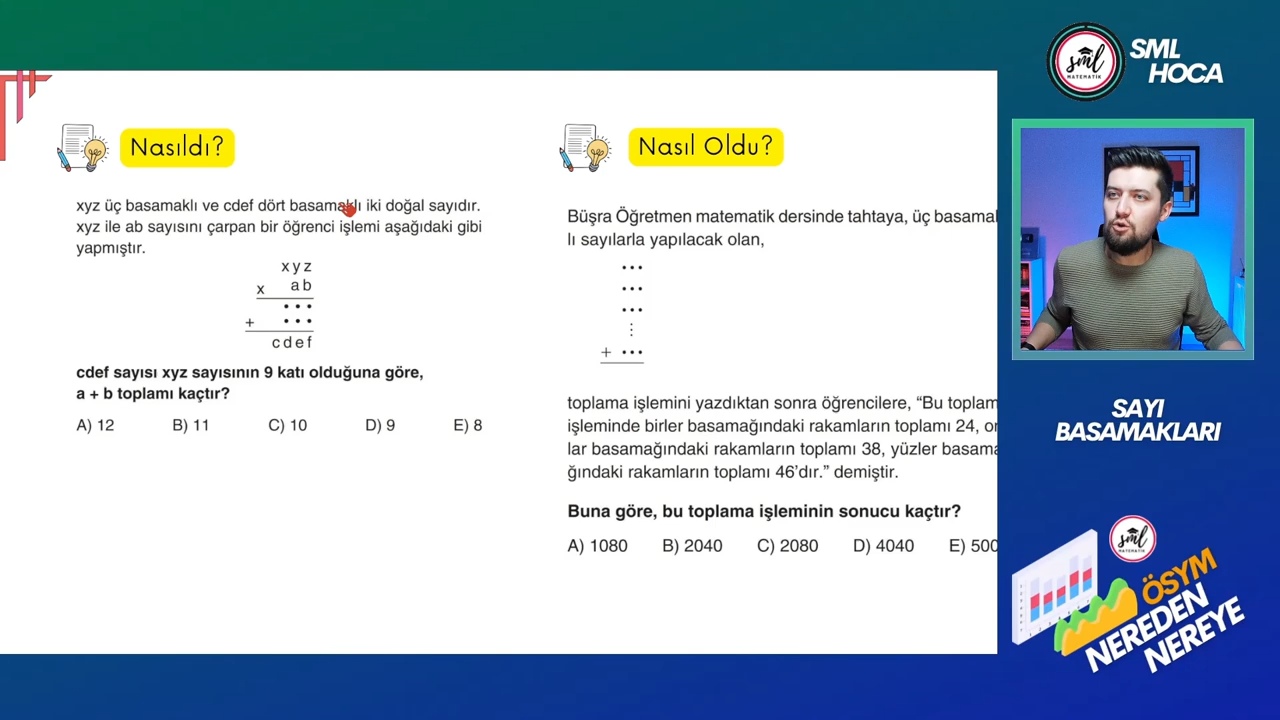 Nasıldı?
xyz üç basamaklı ve cdef dört basamaklı iki doğal sayıdır.
xyz ile ab sayısını çarpan bir öğrenci işlemi aşağıdaki gibi
yapmıştır.
x y z
x a b
• • •
+ • • •
c d e f
cdef sayısı xyz sayısının 9 katı olduğuna göre,
a + b toplamı kaçtır?
A) 12 B) 11 C) 10 D) 9 E) 8
Nasıl Oldu?
Büşra Öğretmen matematik dersinde tahtaya, üç basamak
lı sayılarla yapılacak olan,
• • •
• • •
• • •
⋮
+ • • •
toplama işlemini yazdıktan sonra öğrencilere, “Bu toplam
işleminde birler basamağındaki rakamların toplamı 24, on
lar basamağındaki rakamların toplamı 38, yüzler basama
ğındaki rakamların toplamı 46’dır.” demiştir.
Buna göre, bu toplama işleminin sonucu kaçtır?
A) 1080 B) 2040 C) 2080 D) 4040 E) 500
sml
MATEMATİK
SML
HOCA
SAYI
BASAMAKLARI
sml
MATEMATİK
ÖSYM
NEREDEN
NEREYE